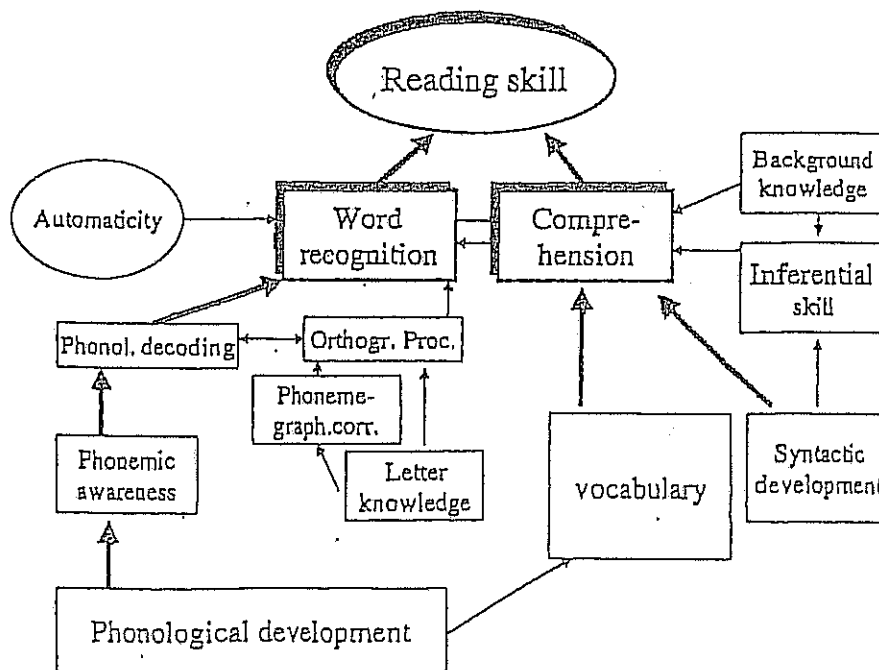 Reading skill
Automaticity
Word
recognition
Compre-
hension
Background
knowledge
Inferential
skill
Phonol. decoding
Orthogr. Proc.
Phoneme-
graph.corr.
Phonemic
awareness
Letter
knowledge
vocabulary
Syntactic
development
Phonological development